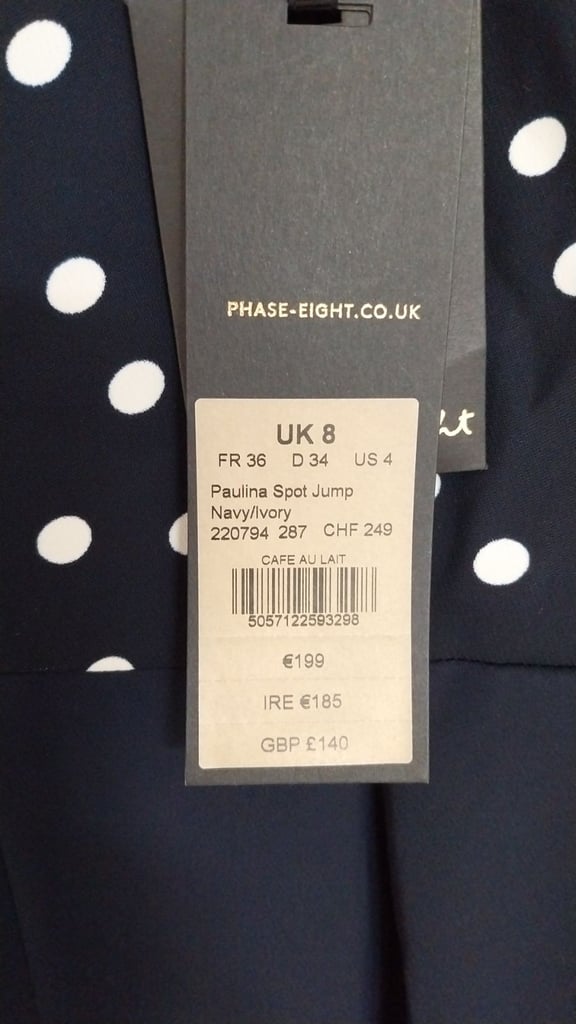 PHASE-EIGHT.CO.UK
UK 8
FR 36 D 34 US 4
Paulina Spot Jump
Navy/Ivory
220794 287 CHF 249
CAFE AU LAIT
5057122593298
€199
IRE €185
GBP £140